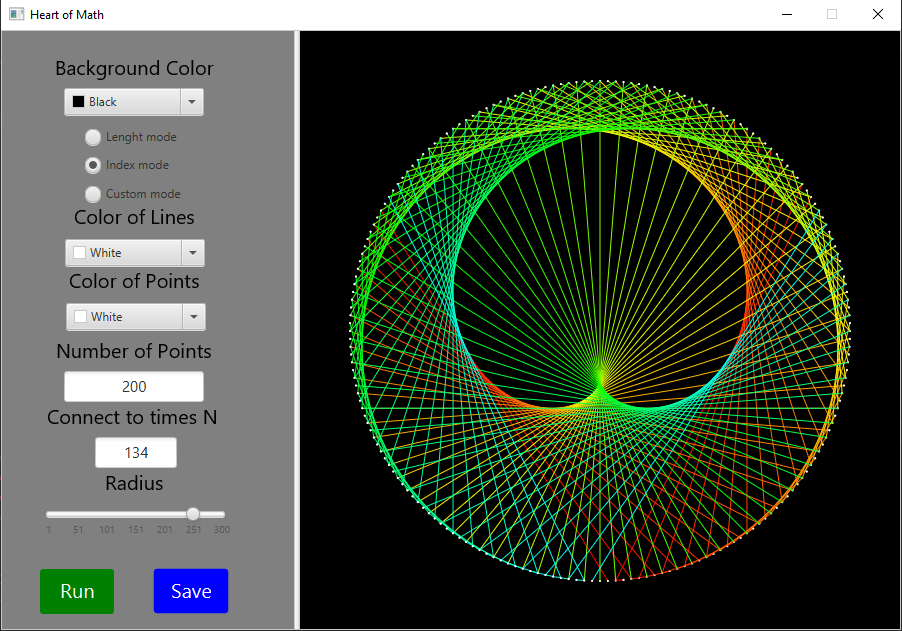 Heart of Math
Background Color
Black
Lenght mode
Index mode
Custom mode
Color of Lines
White
Color of Points
White
Number of Points
200
Connect to times N
134
Radius
1 51 101 151 201 251 300
Run Save